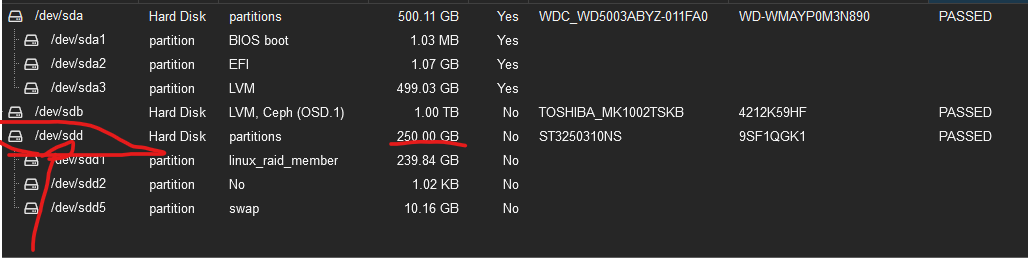 /dev/sda Hard Disk partitions 500.11 GB Yes WDC_WD5003ABYZ-011FA0 WD-WMAYP0M3N890 PASSED
/dev/sda1 partition BIOS boot 1.03 MB Yes
/dev/sda2 partition EFI 1.07 GB Yes
/dev/sda3 partition LVM 499.03 GB Yes
/dev/sdb Hard Disk LVM, Ceph (OSD.1) 1.00 TB No TOSHIBA_MK1002TSKB 4212K59HF PASSED
/dev/sdd Hard Disk partitions 250.00 GB No ST3250310NS 9SF1QGK1 PASSED
/dev/sdd1 partition linux_raid_member 239.84 GB No
/dev/sdd2 partition No 1.02 KB No
/dev/sdd5 partition swap 10.16 GB No